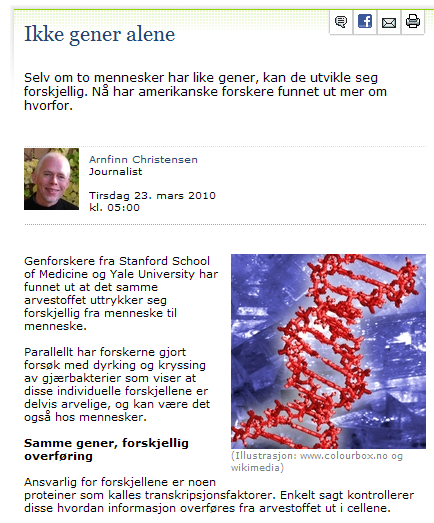 Ikke gener alene
Selv om to mennesker har like gener, kan de utvikle seg
forskjellig. Nå har amerikanske forskere funnet ut mer om
hvorfor.
Arnfinn Christensen
Journalist
Tirsdag 23. mars 2010
kl. 05:00
Genforskere fra Stanford School
of Medicine og Yale University har
funnet ut at det samme
arvestoffet uttrykker seg
forskjellig fra menneske til
menneske.
Parallellt har forskerne gjort
forsøk med dyrking og kryssing
av gjærbakterier som viser at
disse individuelle forskjellene er
delvis arvelige, og kan være det
også hos mennesker.
(Illustrasjon: www.colourbox.no og
wikimedia)
Samme gener, forskjellig
overføring
Ansvarlig for forskjellene er noen
proteiner som kalles transkripsjonsfaktorer. Enkelt sagt kontrollerer
disse hvordan informasjon overføres fra arvestoffet ut i cellene.